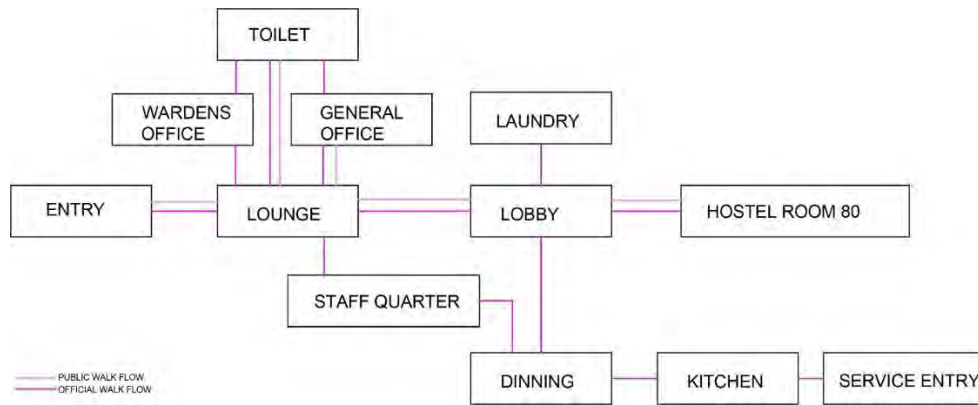 TOILET
WARDENS
OFFICE
GENERAL
OFFICE
LAUNDRY
ENTRY
LOUNGE
LOBBY
HOSTEL ROOM 80
STAFF QUARTER
DINNING
KITCHEN
SERVICE ENTRY
PUBLIC WALK FLOW
OFFICIAL WALK FLOW